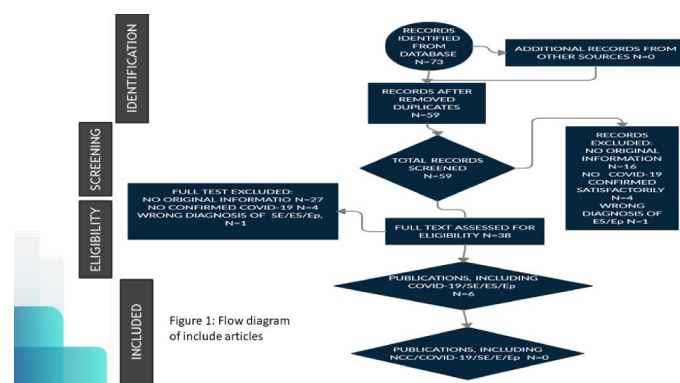 IDENTIFICATION
SCREENING
ELIGIBILITY
INCLUDED
RECORDS
IDENTIFIED
FROM
DATABASE
N=73
ADDITIONAL RECORDS FROM
OTHER SOURCES N=0
RECORDS AFTER
REMOVED
DUPLICATES
N=59
TOTAL RECORDS
SCREENED
N=59
RECORDS
EXCLUDED:
NO ORIGINAL
INFORMATION
N=16
NO COVID-19
CONFIRMED
SATISFACTORILY
N=4
WRONG
DIAGNOSIS OF
ES/Ep N=1
FULL TEST EXCLUDED:
NO ORIGINAL INFORMATIO N=27
NO CONFIRMED COVID-19 N=4
WRONG DIAGNOSIS OF SE/ES/Ep,
N=1
FULL TEXT ASSESSED FOR
ELIGIBILITY N=38
PUBLICATIONS, INCLUDING
COVID-19/SE/ES/Ep
N=6
PUBLICATIONS, INCLUDING
NCC/COVID-19/SE/E/Ep N=0
Figure 1: Flow diagram
of include articles